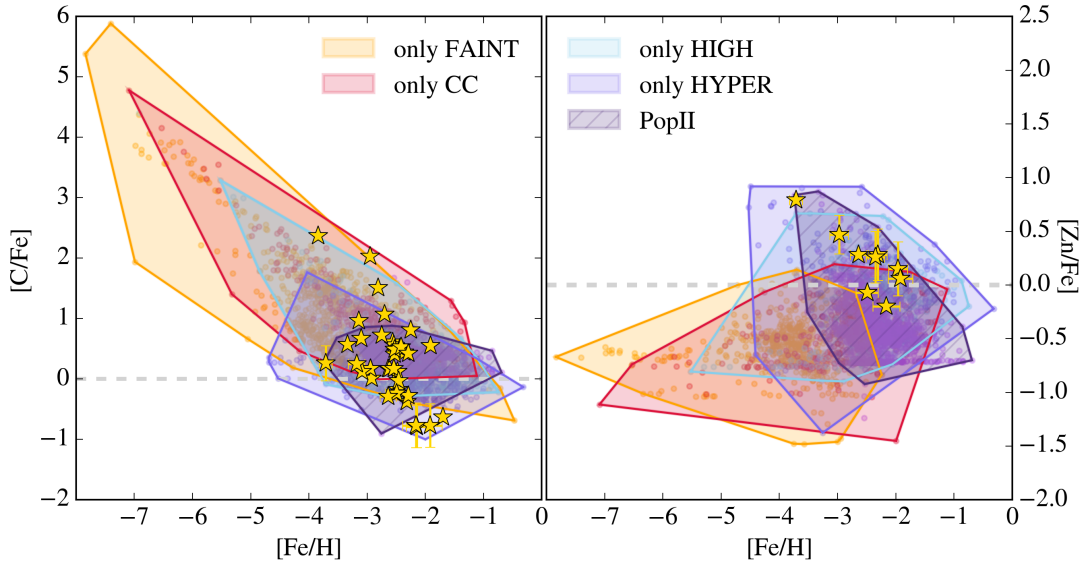 6
5
4
3
2
1
0
−1
−2
[C/Fe]
only FAINT
only CC
−7 −6 −5 −4 −3 −2 −1 0
[Fe/H]
only HIGH
only HYPER
PopII
2.5
2.0
1.5
1.0
0.5
0.0
−0.5
−1.0
−1.5
−2.0
[Zn/Fe]
−7 −6 −5 −4 −3 −2 −1 0
[Fe/H]